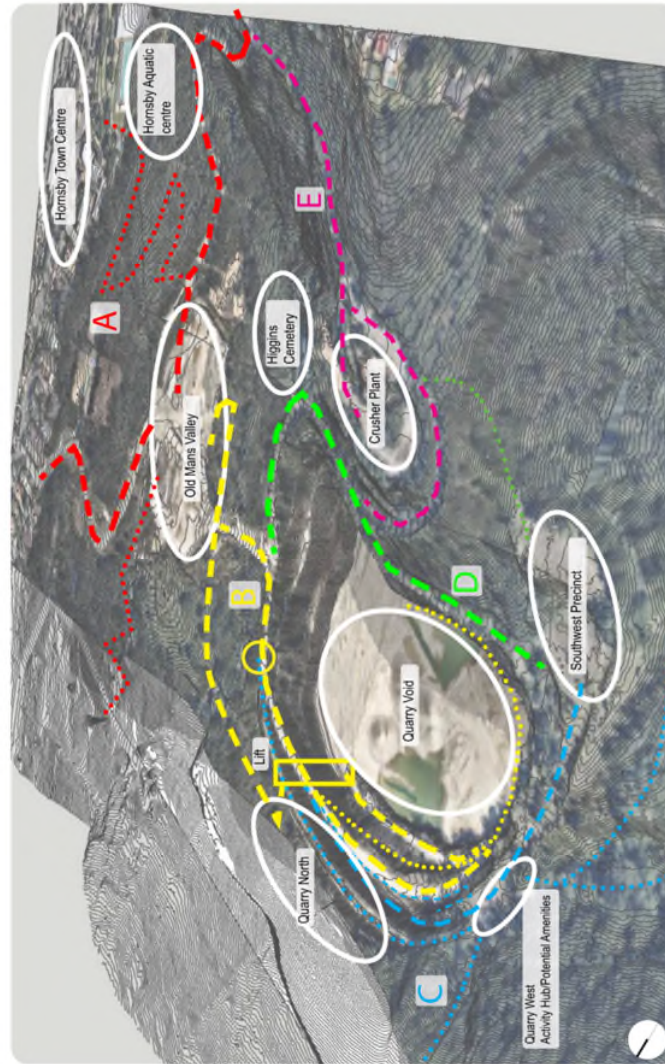 Hornsby Town Centre
Hornsby Aquatic
centre
A
Old Mans Valley
E
Higgins
Cemetery
Crusher Plant
B
D
Lift
Quarry Void
Southwest Precinct
Quarry North
C
Quarry West
Activity Hub/Potential Amenities